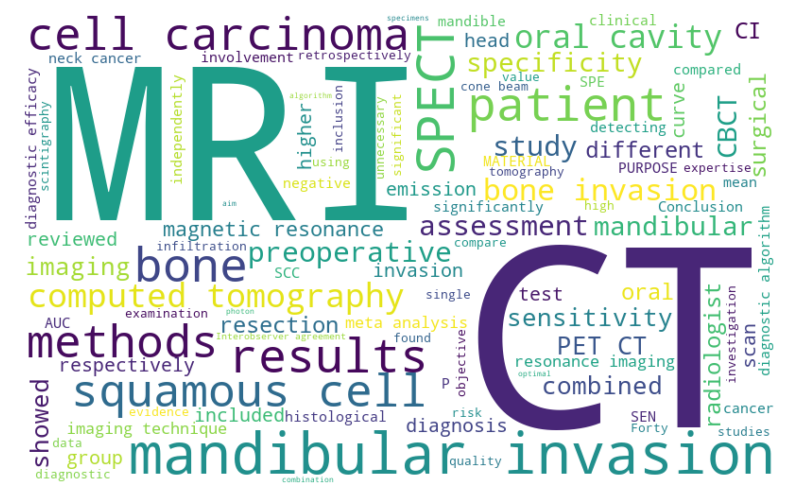 specimens
mandible
clinical
cell carcinoma
SPECT
head
oral cavity
CI
neck cancer
involvement
retrospectively
specificity
compared
diagnostic efficacy
scintigraphy
MRI
independently
algorithm
higher
using
inclusion
negative
unnecessary
significant
cone beam
value
SPE
patient
curve
CBCT
surgical
detecting
study
different
MATERIAL
PURPOSE
expertise
tomography
emission
bone invasion
mean
aim
significantly
high
Conclusion
magnetic resonance
assessment
mandibular
reviewed
infiltration
preoperative
compare
imaging
bone
SCC
invasion
CT
computed tomography
single
test
oral
AUC
examination
photon
resection
meta analysis
sensitivity
radiologist
diagnostic algorithm
methods
results
Interobserver agreement
found
P
objective
PET CT
scan
investigation
respectively
resonance imaging
optimal
squamous cell
combined
showed
evidence
included
histological
risk
diagnosis
SEN
cancer
imaging technique
Forty
studies
data
group
mandibular invasion
diagnostic
quality
combination